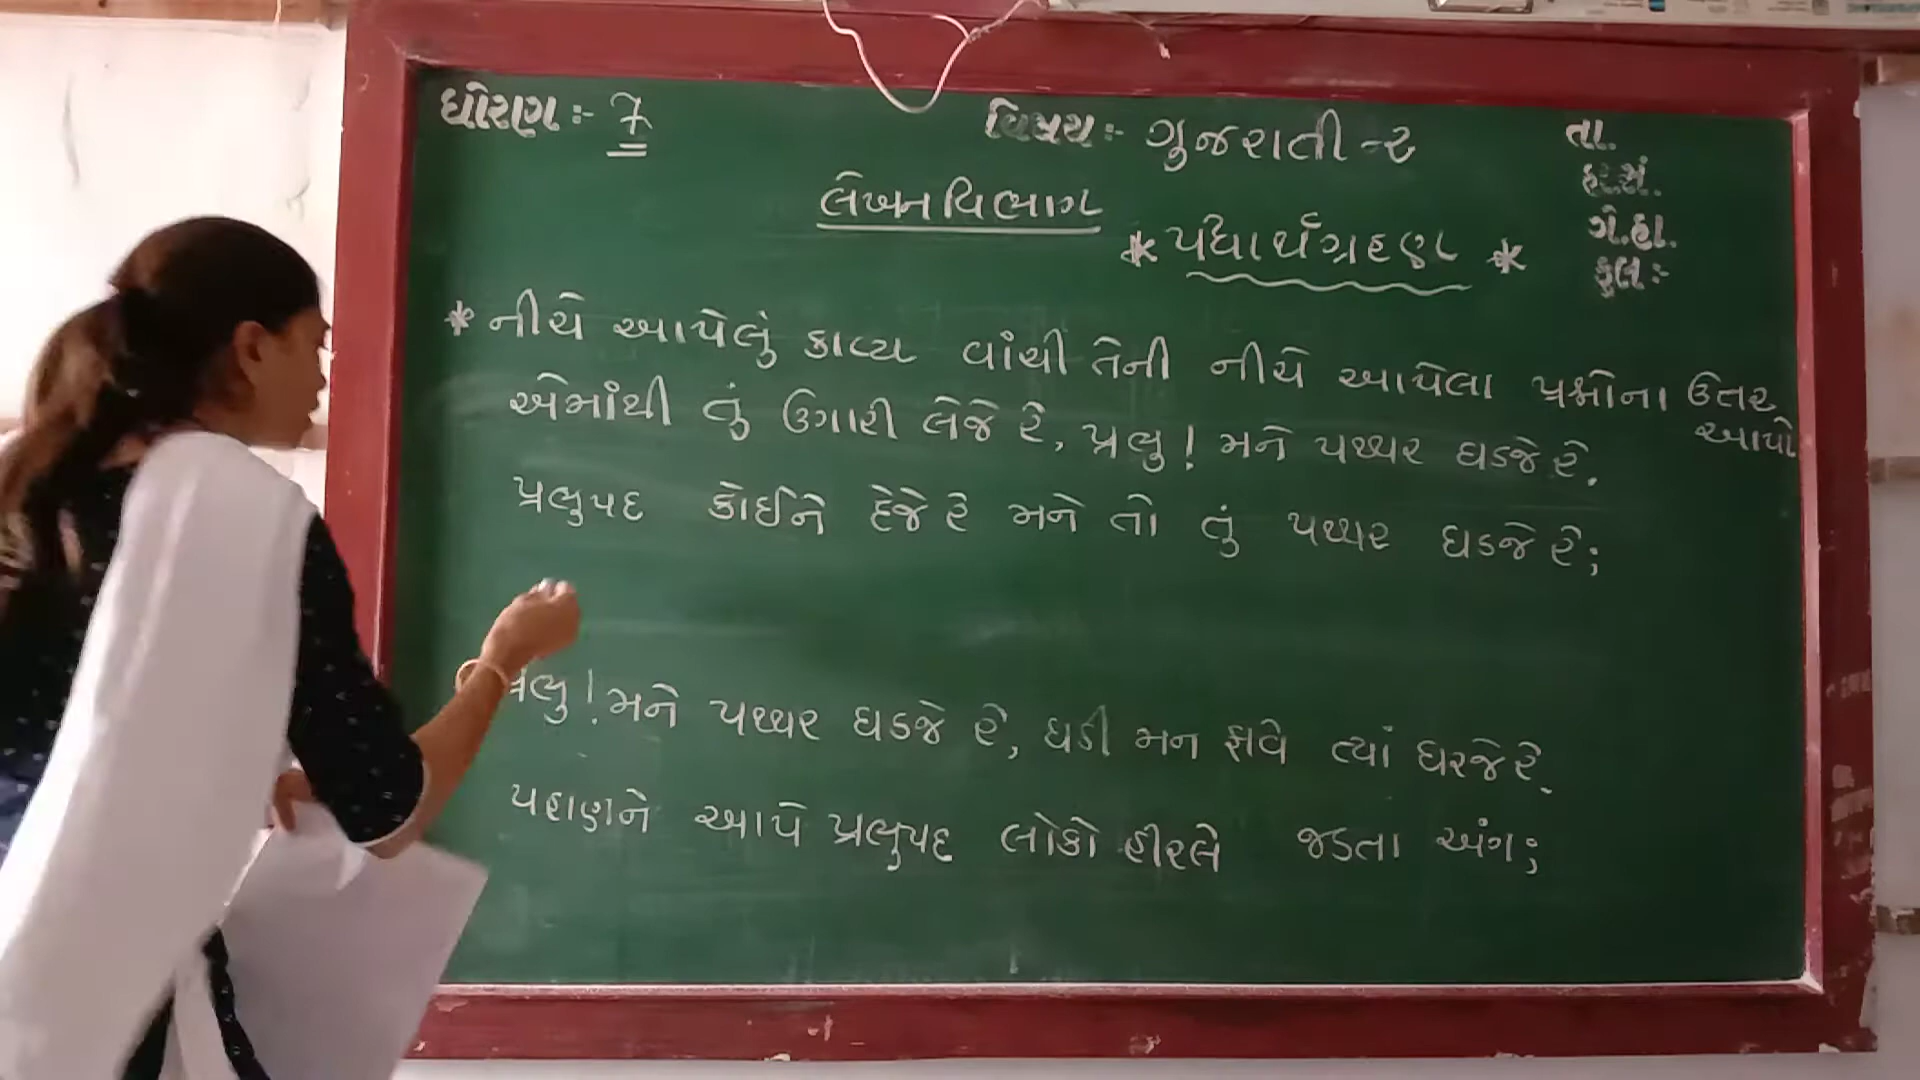 ધોરણ :- 7
વિષય :- ગુજરાતી -૨
તા.
હ.સં.
ગે.હા.
કુલ :-
લેખન વિભાગ
* પદ્યાર્થગ્રહણ *
* નીચે આપેલું કાવ્ય વાંચી તેની નીચે આપેલા પ્રશ્નોના ઉત્તર
આપો
એમાંથી તું ઉગારી લેજે રે, પ્રભુ! મને પથ્થર ઘડજે રે.
પ્રભુપદ કોઈને દેજે રે મને તો તું પથ્થર ઘડજે રે;
પ્રભુ! મને પથ્થર ઘડજે રે, ઘડી મન ફાવે ત્યાં ધરજે રે.
પહાણને આપે પ્રભુપદ લોકો હીરલે જડતા અંગ;